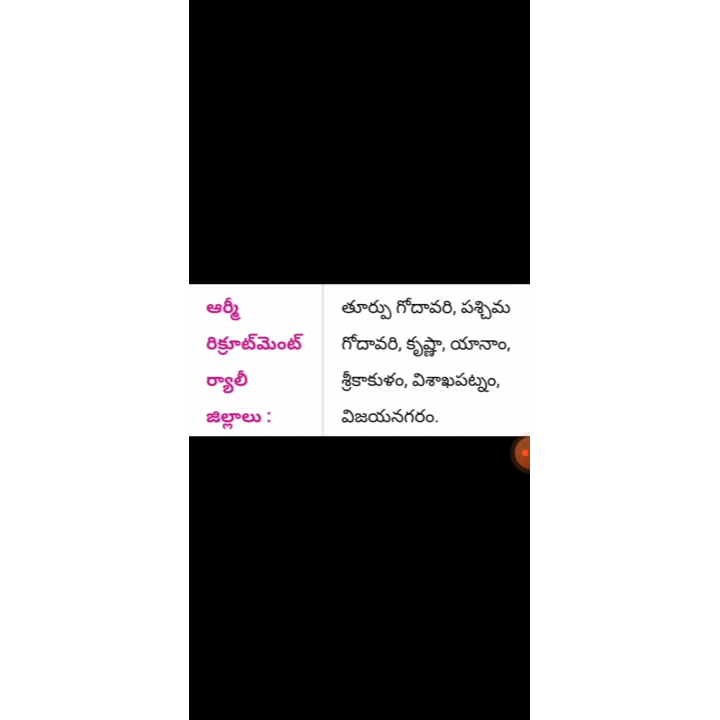 ఆర్మీ
రిక్రూట్‌మెంట్
ర్యాలీ
జిల్లాలు :
తూర్పు గోదావరి, పశ్చిమ
గోదావరి, కృష్ణా, యానాం,
శ్రీకాకుళం, విశాఖపట్నం,
విజయనగరం.